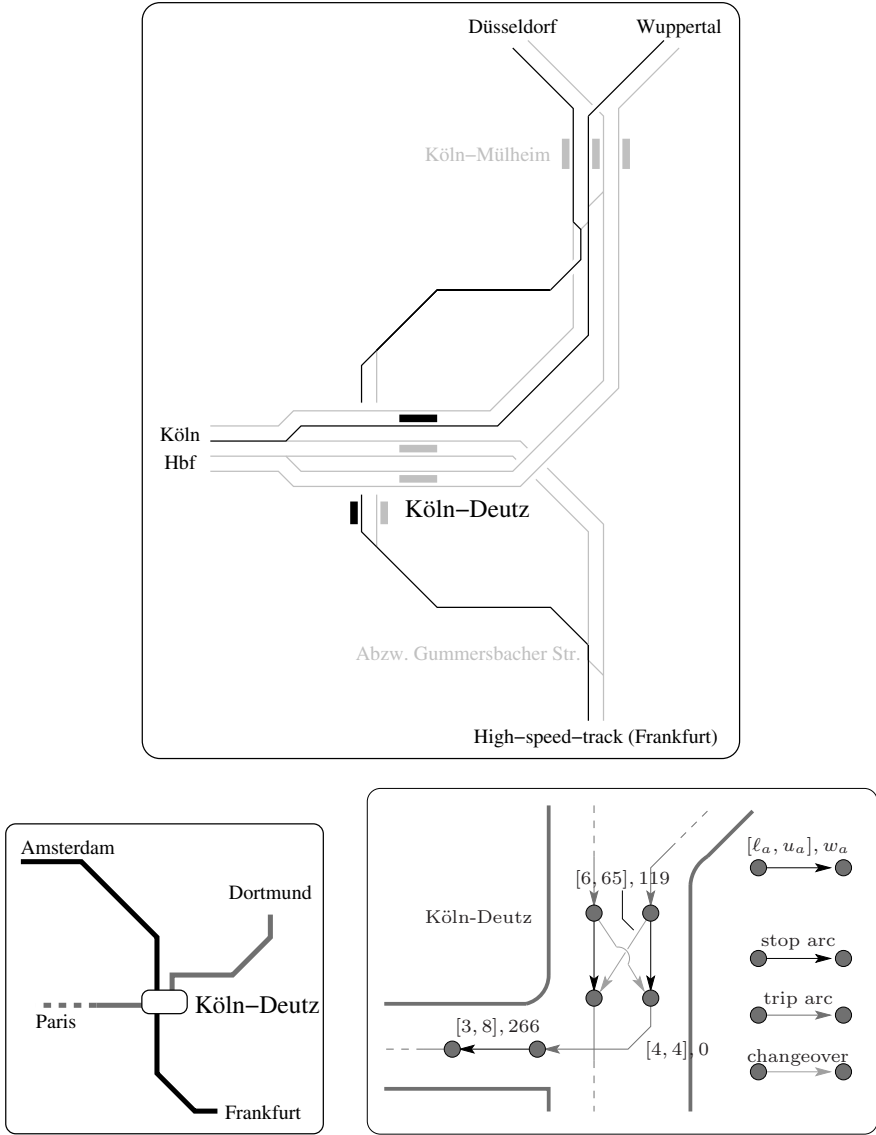 Düsseldorf
Wuppertal
Köln−Mülheim
Köln
Hbf
Köln−Deutz
Abzw. Gummersbacher Str.
High−speed−track (Frankfurt)
Amsterdam
Dortmund
Köln−Deutz
Paris
Frankfurt
[ℓa, ua], wa
[6, 65], 119
Köln-Deutz
stop arc
trip arc
[3, 8], 266
[4, 4], 0
changeover